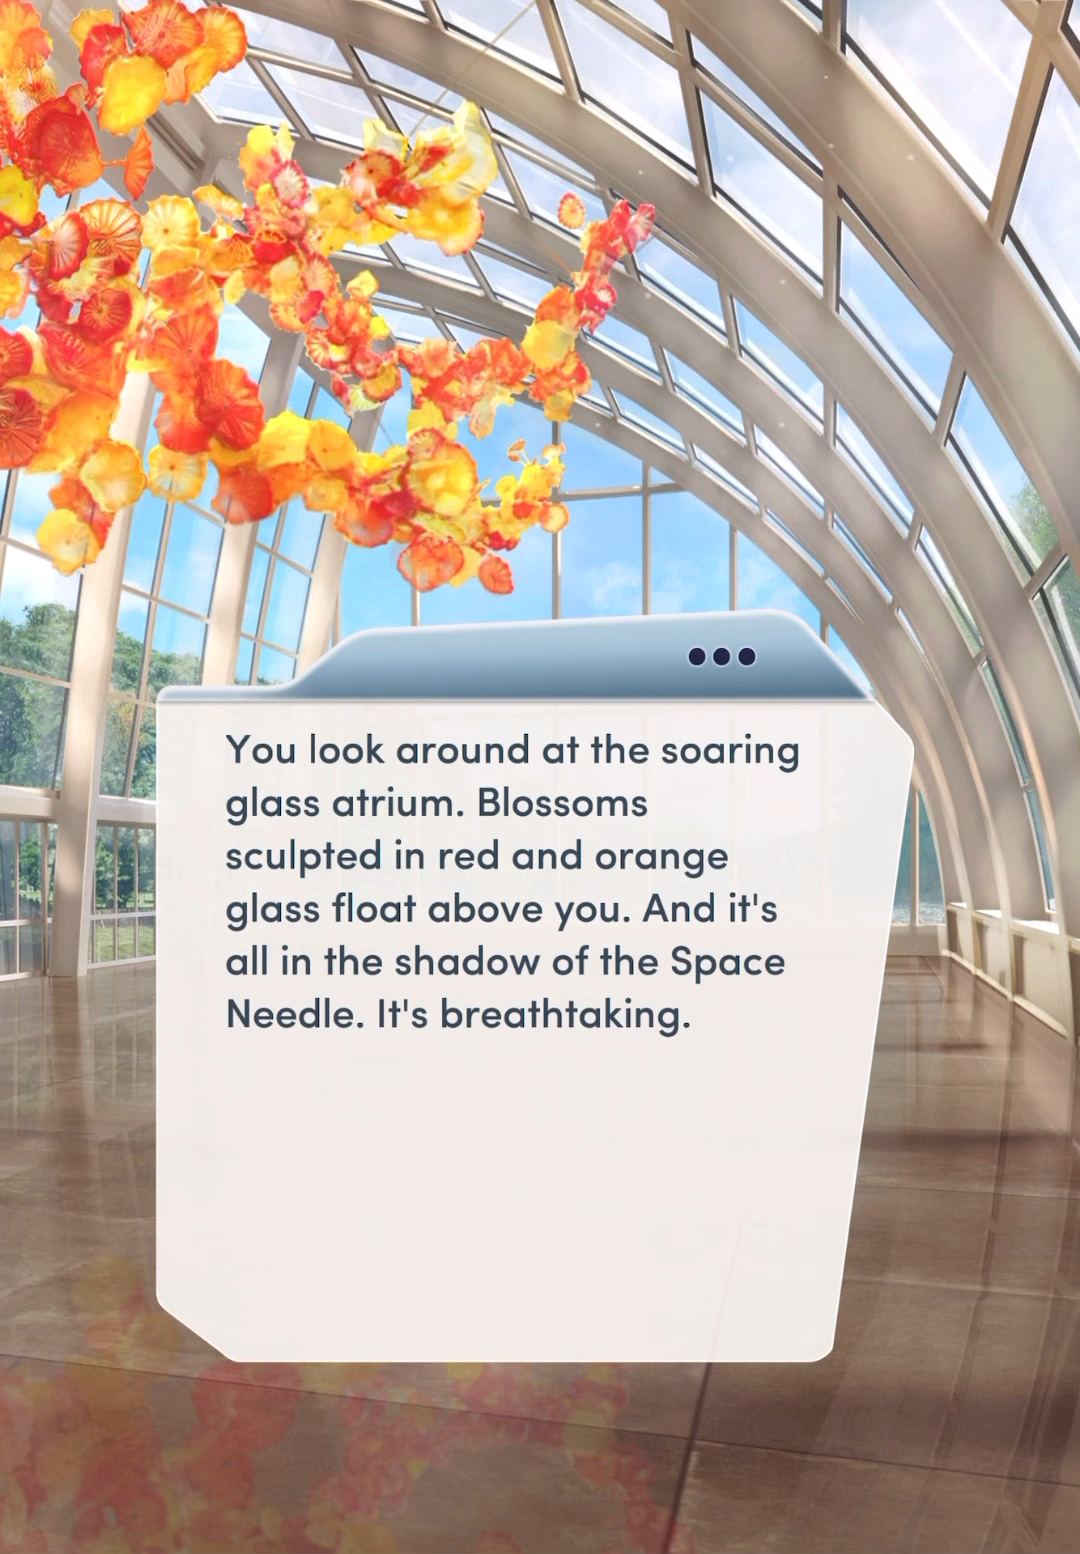 You look around at the soaring
glass atrium. Blossoms
sculpted in red and orange
glass float above you. And it's
all in the shadow of the Space
Needle. It's breathtaking.